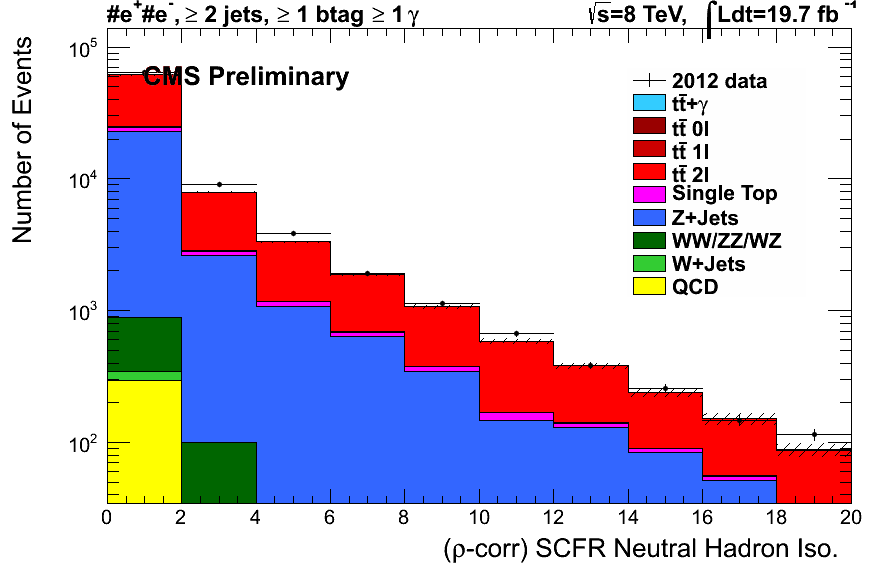 #e⁺#e⁻, ≥ 2 jets, ≥ 1 btag ≥ 1 γ
√s=8 TeV, ∫Ldt=19.7 fb⁻¹
CMS Preliminary
2012 data
tt̄+γ
tt̄ 0l
tt̄ 1l
tt̄ 2l
Single Top
Z+Jets
WW/ZZ/WZ
W+Jets
QCD
Number of Events
10⁵
10⁴
10³
10²
0 2 4 6 8 10 12 14 16 18 20
(ρ-corr) SCFR Neutral Hadron Iso.